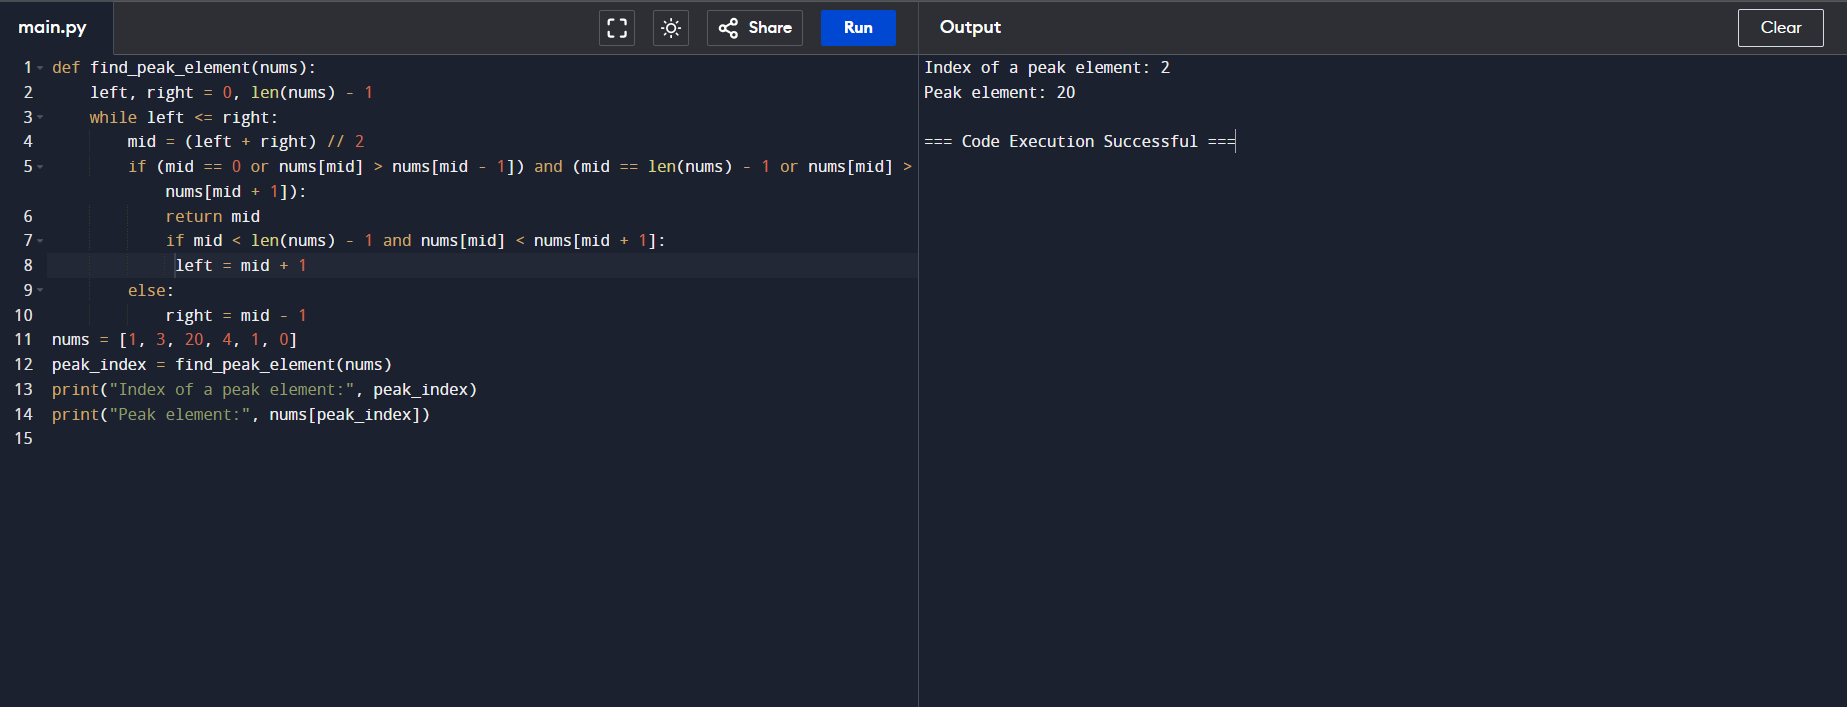 main.py
Share
Run
Output
Clear
1 def find_peak_element(nums):
2     left, right = 0, len(nums) - 1
3     while left <= right:
4         mid = (left + right) // 2
5         if (mid == 0 or nums[mid] > nums[mid - 1]) and (mid == len(nums) - 1 or nums[mid] >
            nums[mid + 1]):
6             return mid
7             if mid < len(nums) - 1 and nums[mid] < nums[mid + 1]:
8              left = mid + 1
9         else:
10             right = mid - 1
11 nums = [1, 3, 20, 4, 1, 0]
12 peak_index = find_peak_element(nums)
13 print("Index of a peak element:", peak_index)
14 print("Peak element:", nums[peak_index])
15
Index of a peak element: 2
Peak element: 20
=== Code Execution Successful ===